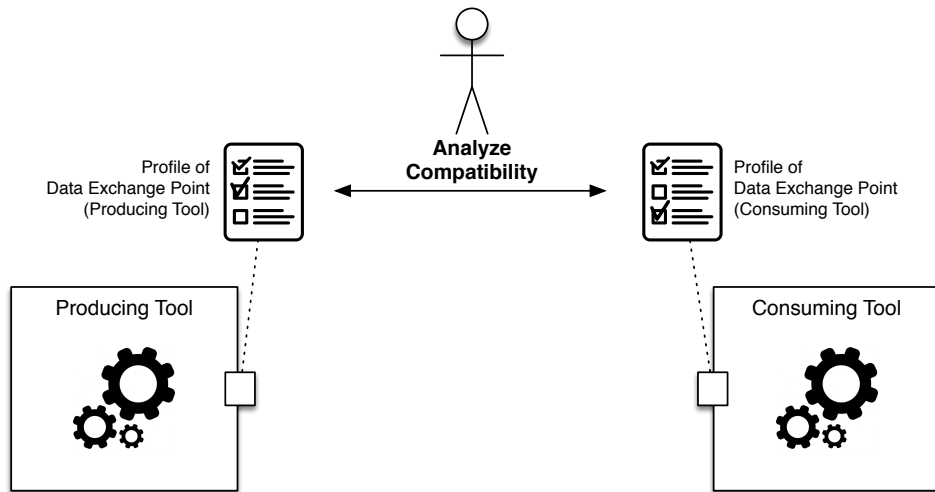 Analyze
Compatibility
Profile of
Data Exchange Point
(Producing Tool)
Profile of
Data Exchange Point
(Consuming Tool)
Producing Tool
Consuming Tool